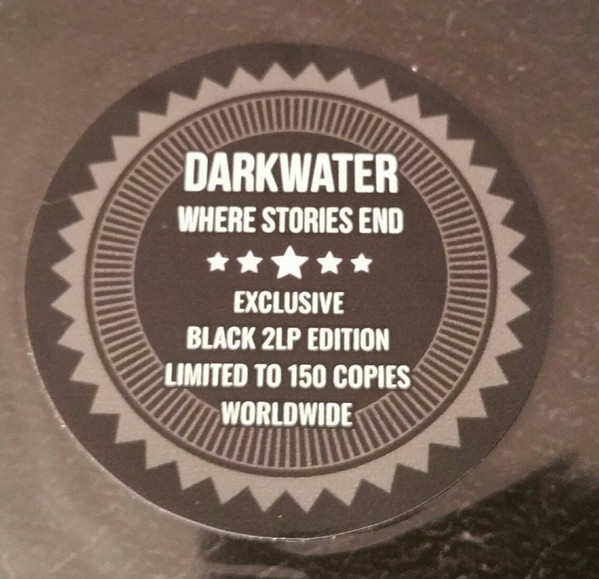 DARKWATER
WHERE STORIES END
EXCLUSIVE
BLACK 2LP EDITION
LIMITED TO 150 COPIES
WORLDWIDE